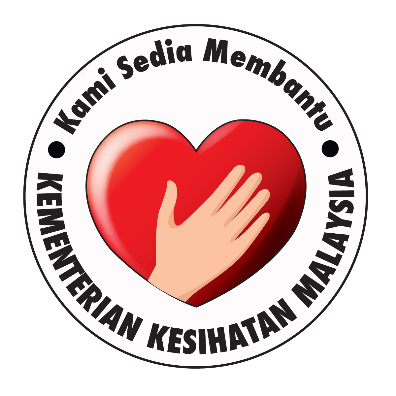 Kami Sedia Membantu
KEMENTERIAN KESIHATAN MALAYSIA